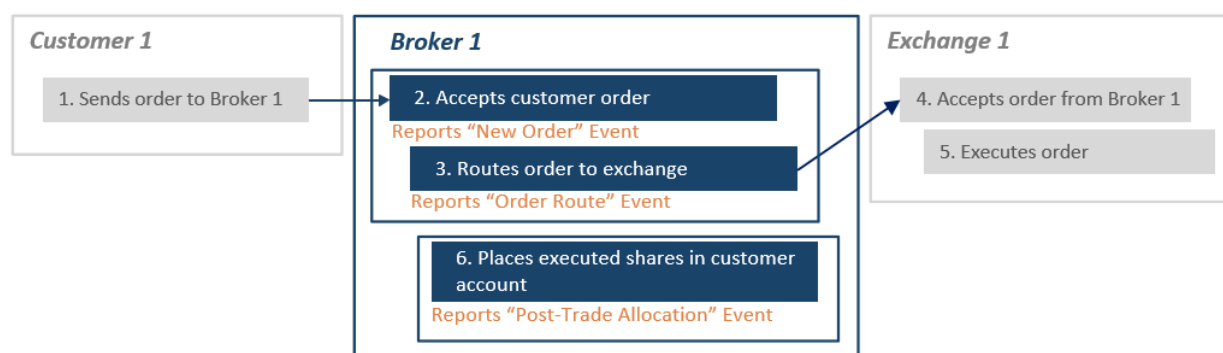 Customer 1
1. Sends order to Broker 1
Broker 1
2. Accepts customer order
Reports “New Order” Event
3. Routes order to exchange
Reports “Order Route” Event
6. Places executed shares in customer
account
Reports “Post-Trade Allocation” Event
Exchange 1
4. Accepts order from Broker 1
5. Executes order